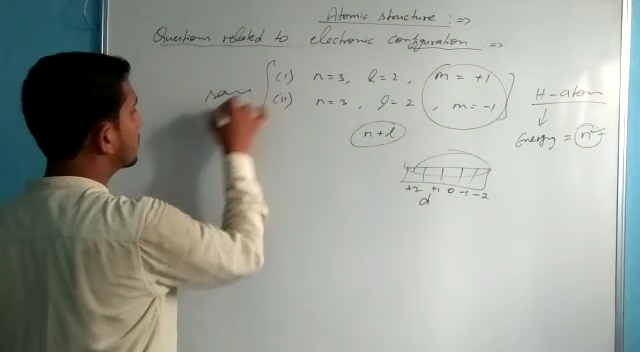 Atomic structure :=>
Questions related to electronic configuration :=>
(i) n=3, l=2, m = +1
(ii) n=3, l=2, m = -1
n+l
H-atom
↓
Energy =
+2 +1 0 -1 -2
d